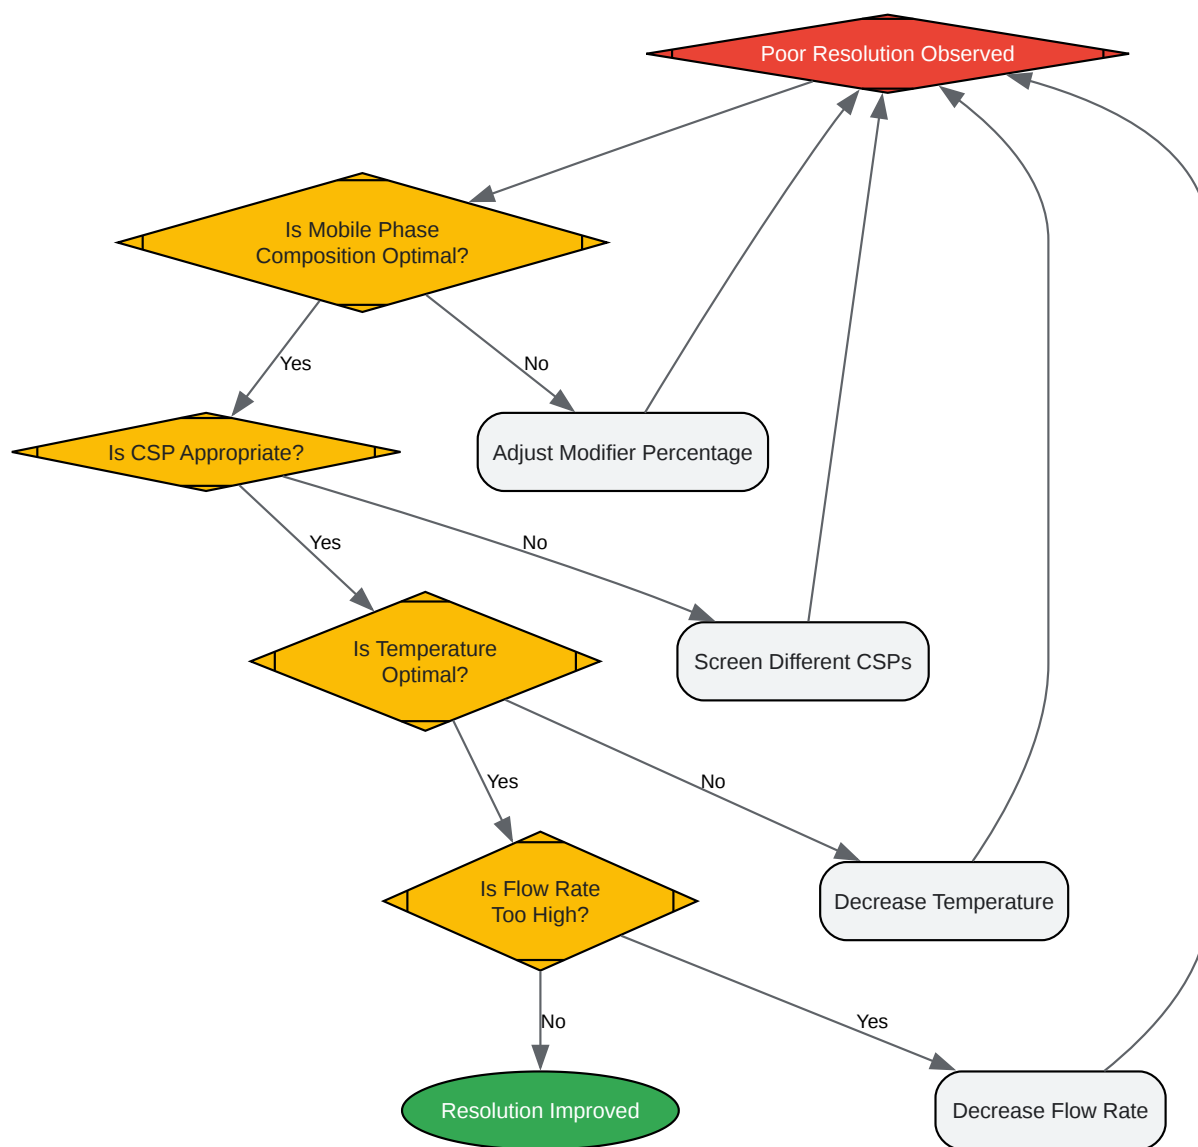 Poor Resolution Observed
Is Mobile Phase
Composition Optimal?
Yes
No
Is CSP Appropriate?
Adjust Modifier Percentage
Yes
No
Is Temperature
Optimal?
Screen Different CSPs
Yes
No
Is Flow Rate
Too High?
Decrease Temperature
No
Yes
Resolution Improved
Decrease Flow Rate